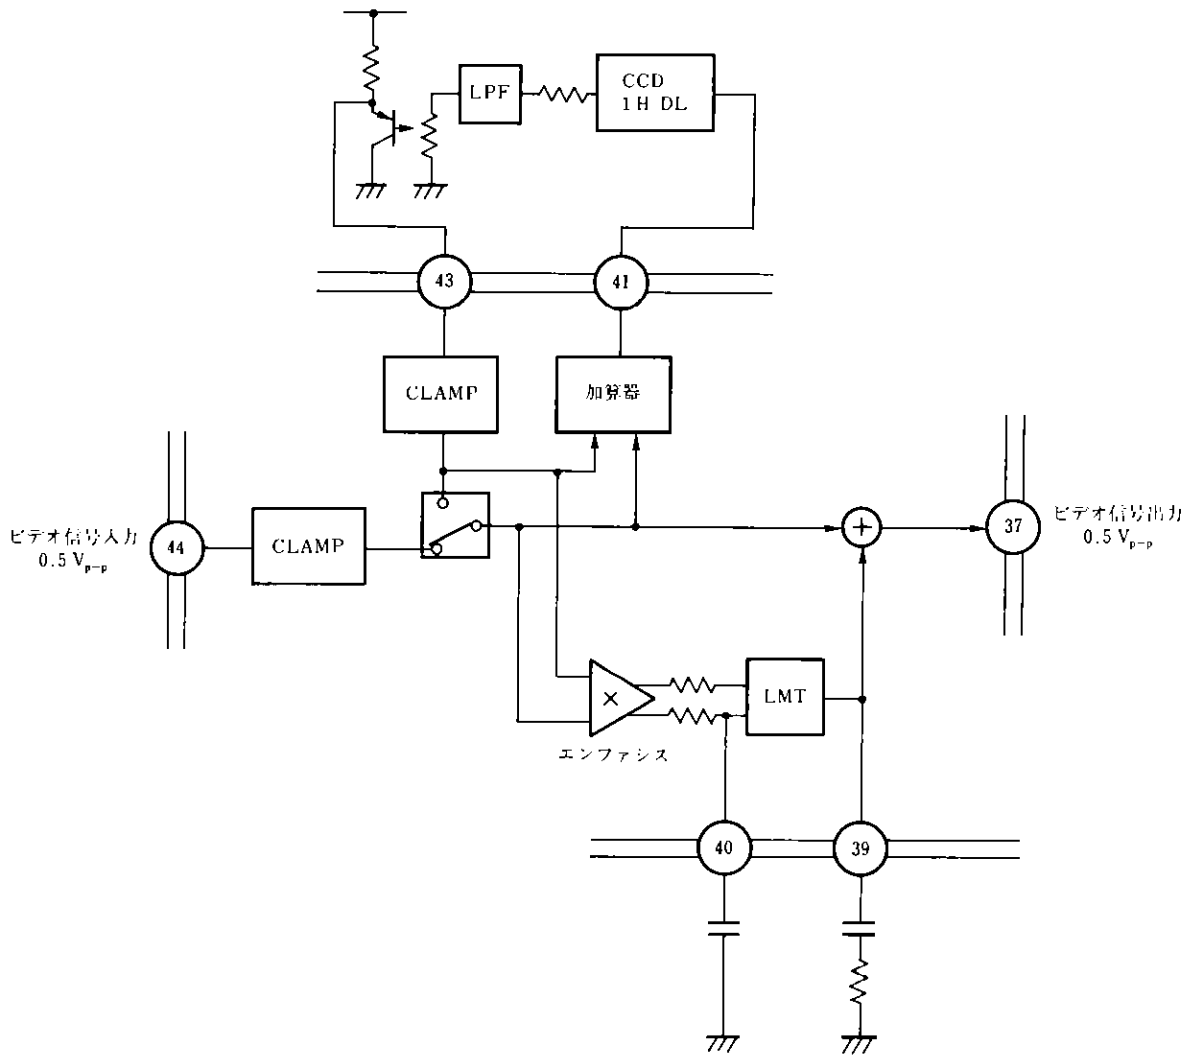 LPF
CCD
1H DL
43
41
CLAMP
加算器
ビデオ信号入力
0.5 Vp-p
44
CLAMP
37
ビデオ信号出力
0.5 Vp-p
×
LMT
エンファシス
40
39